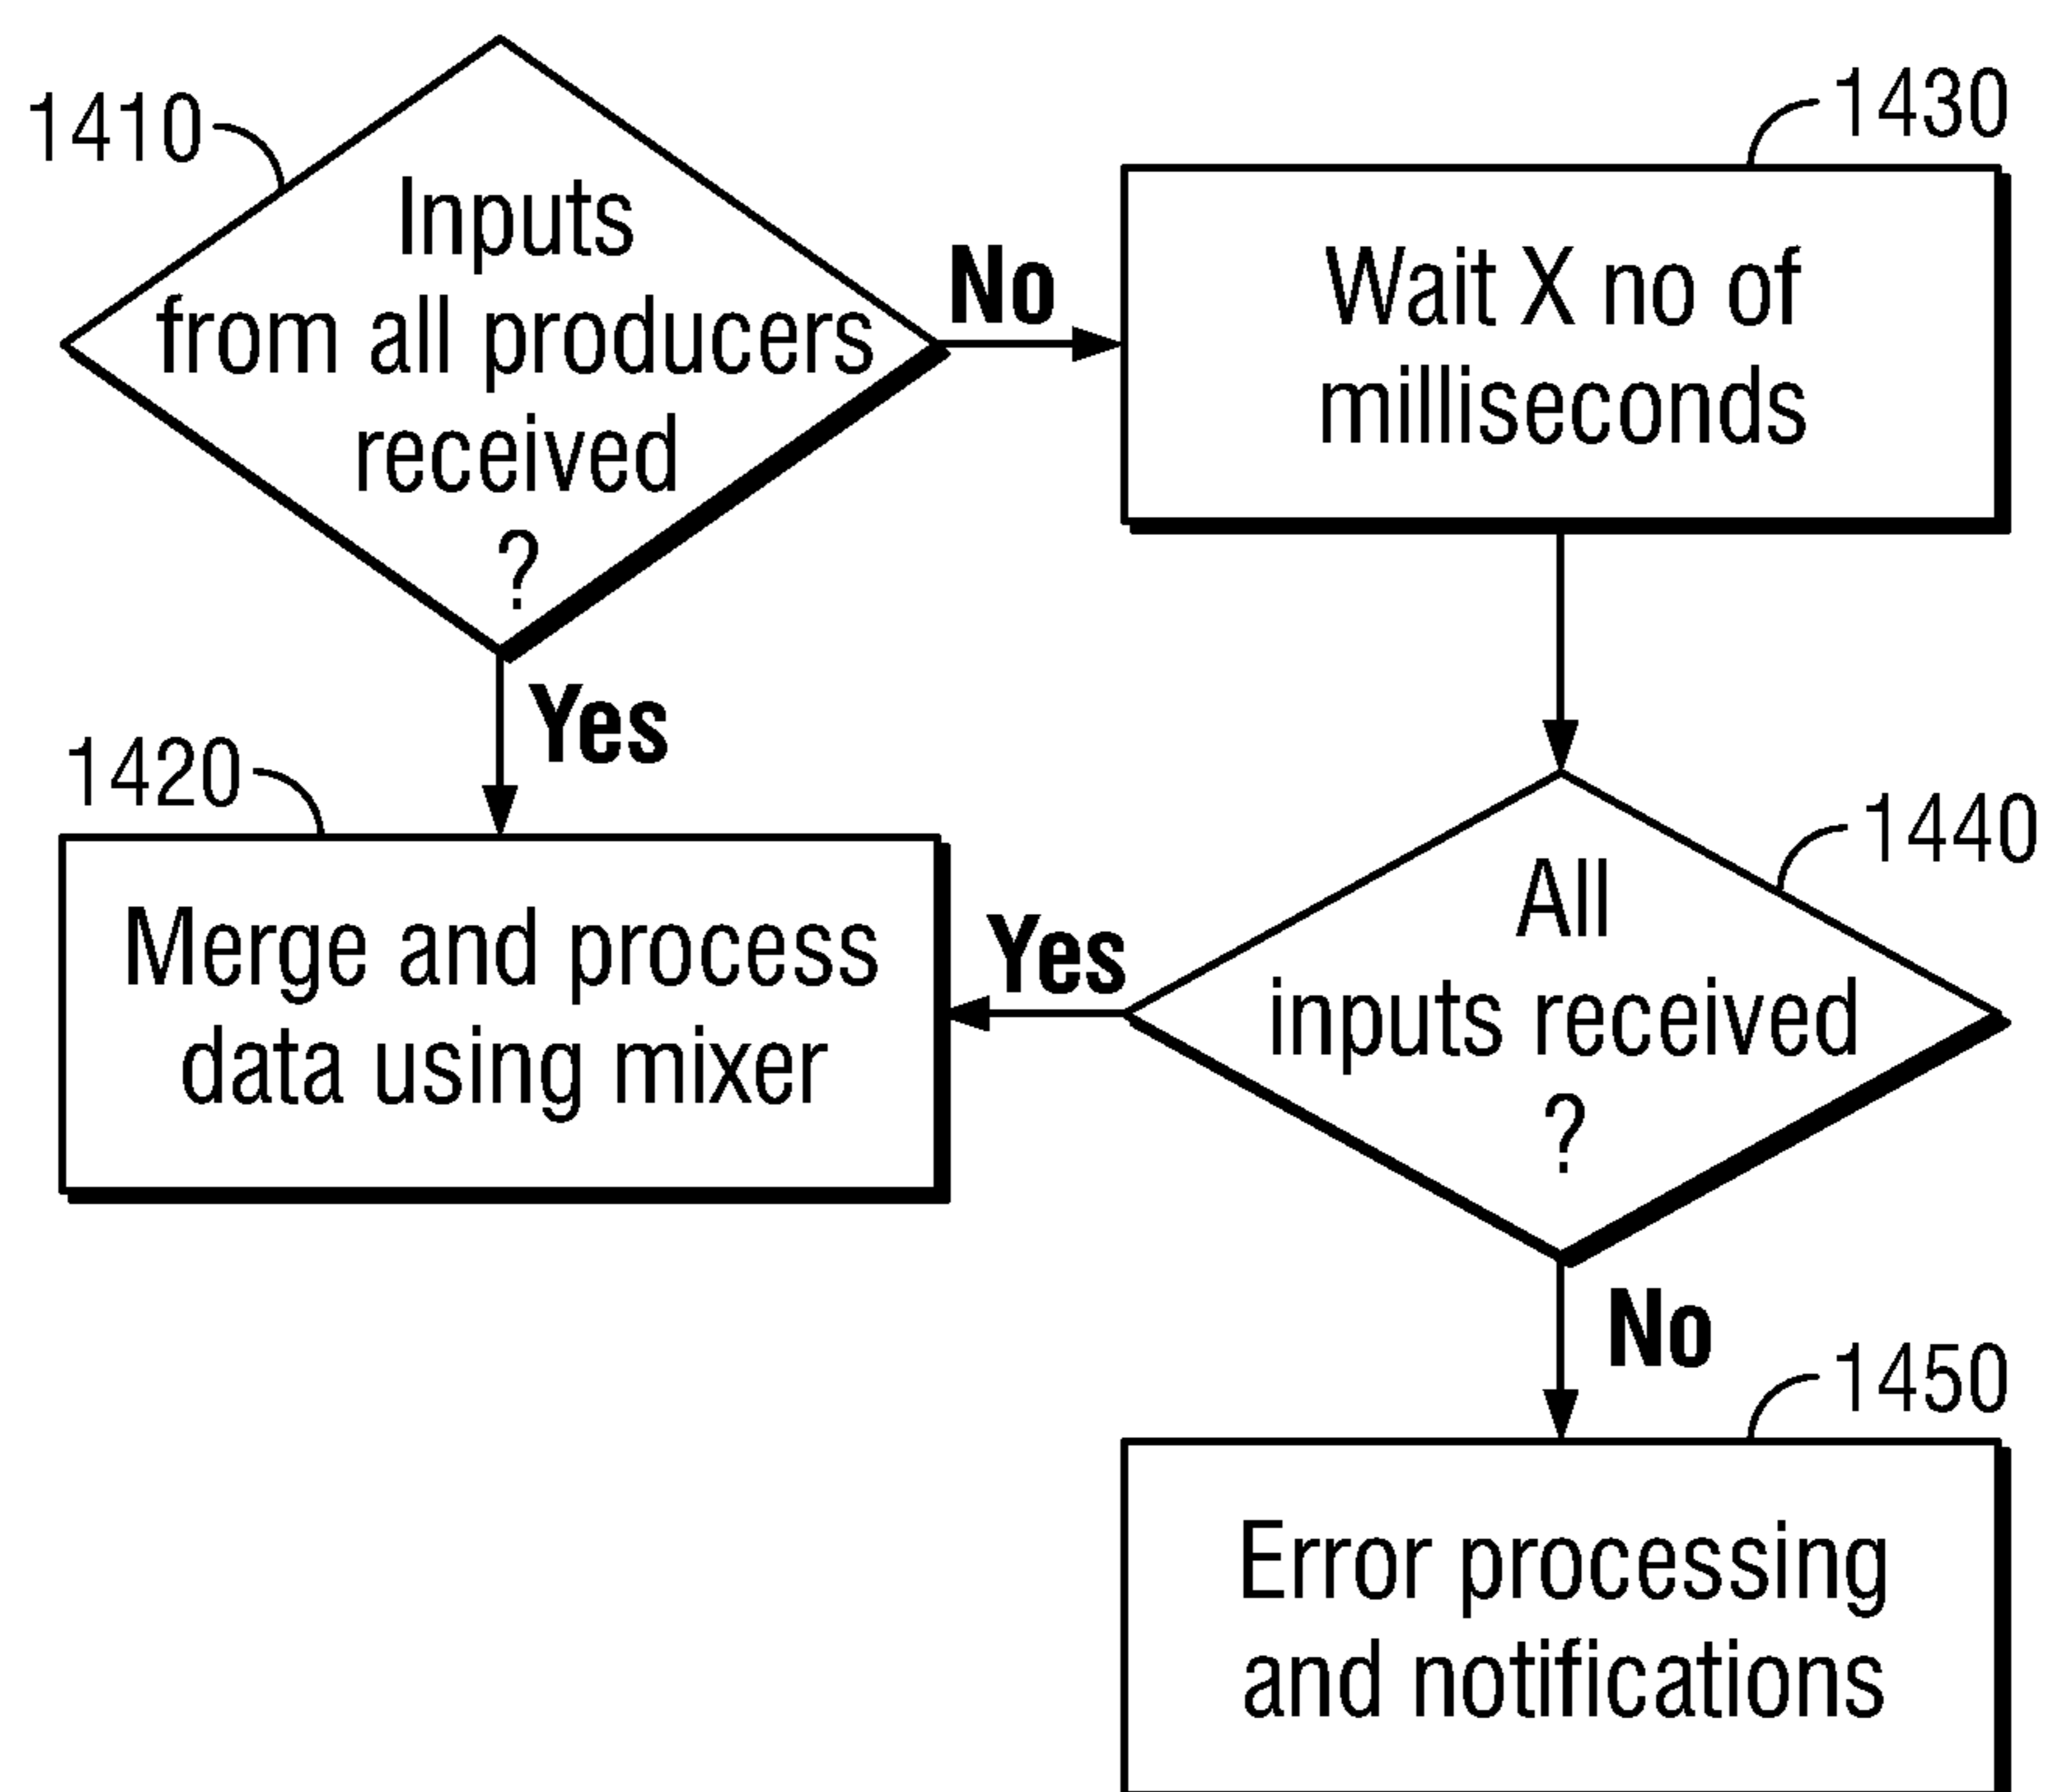 1410
Inputs
from all producers
received
?
No
1430
Wait X no of
milliseconds
Yes
1420
Merge and process
data using mixer
Yes
1440
All
inputs received
?
No
1450
Error processing
and notifications